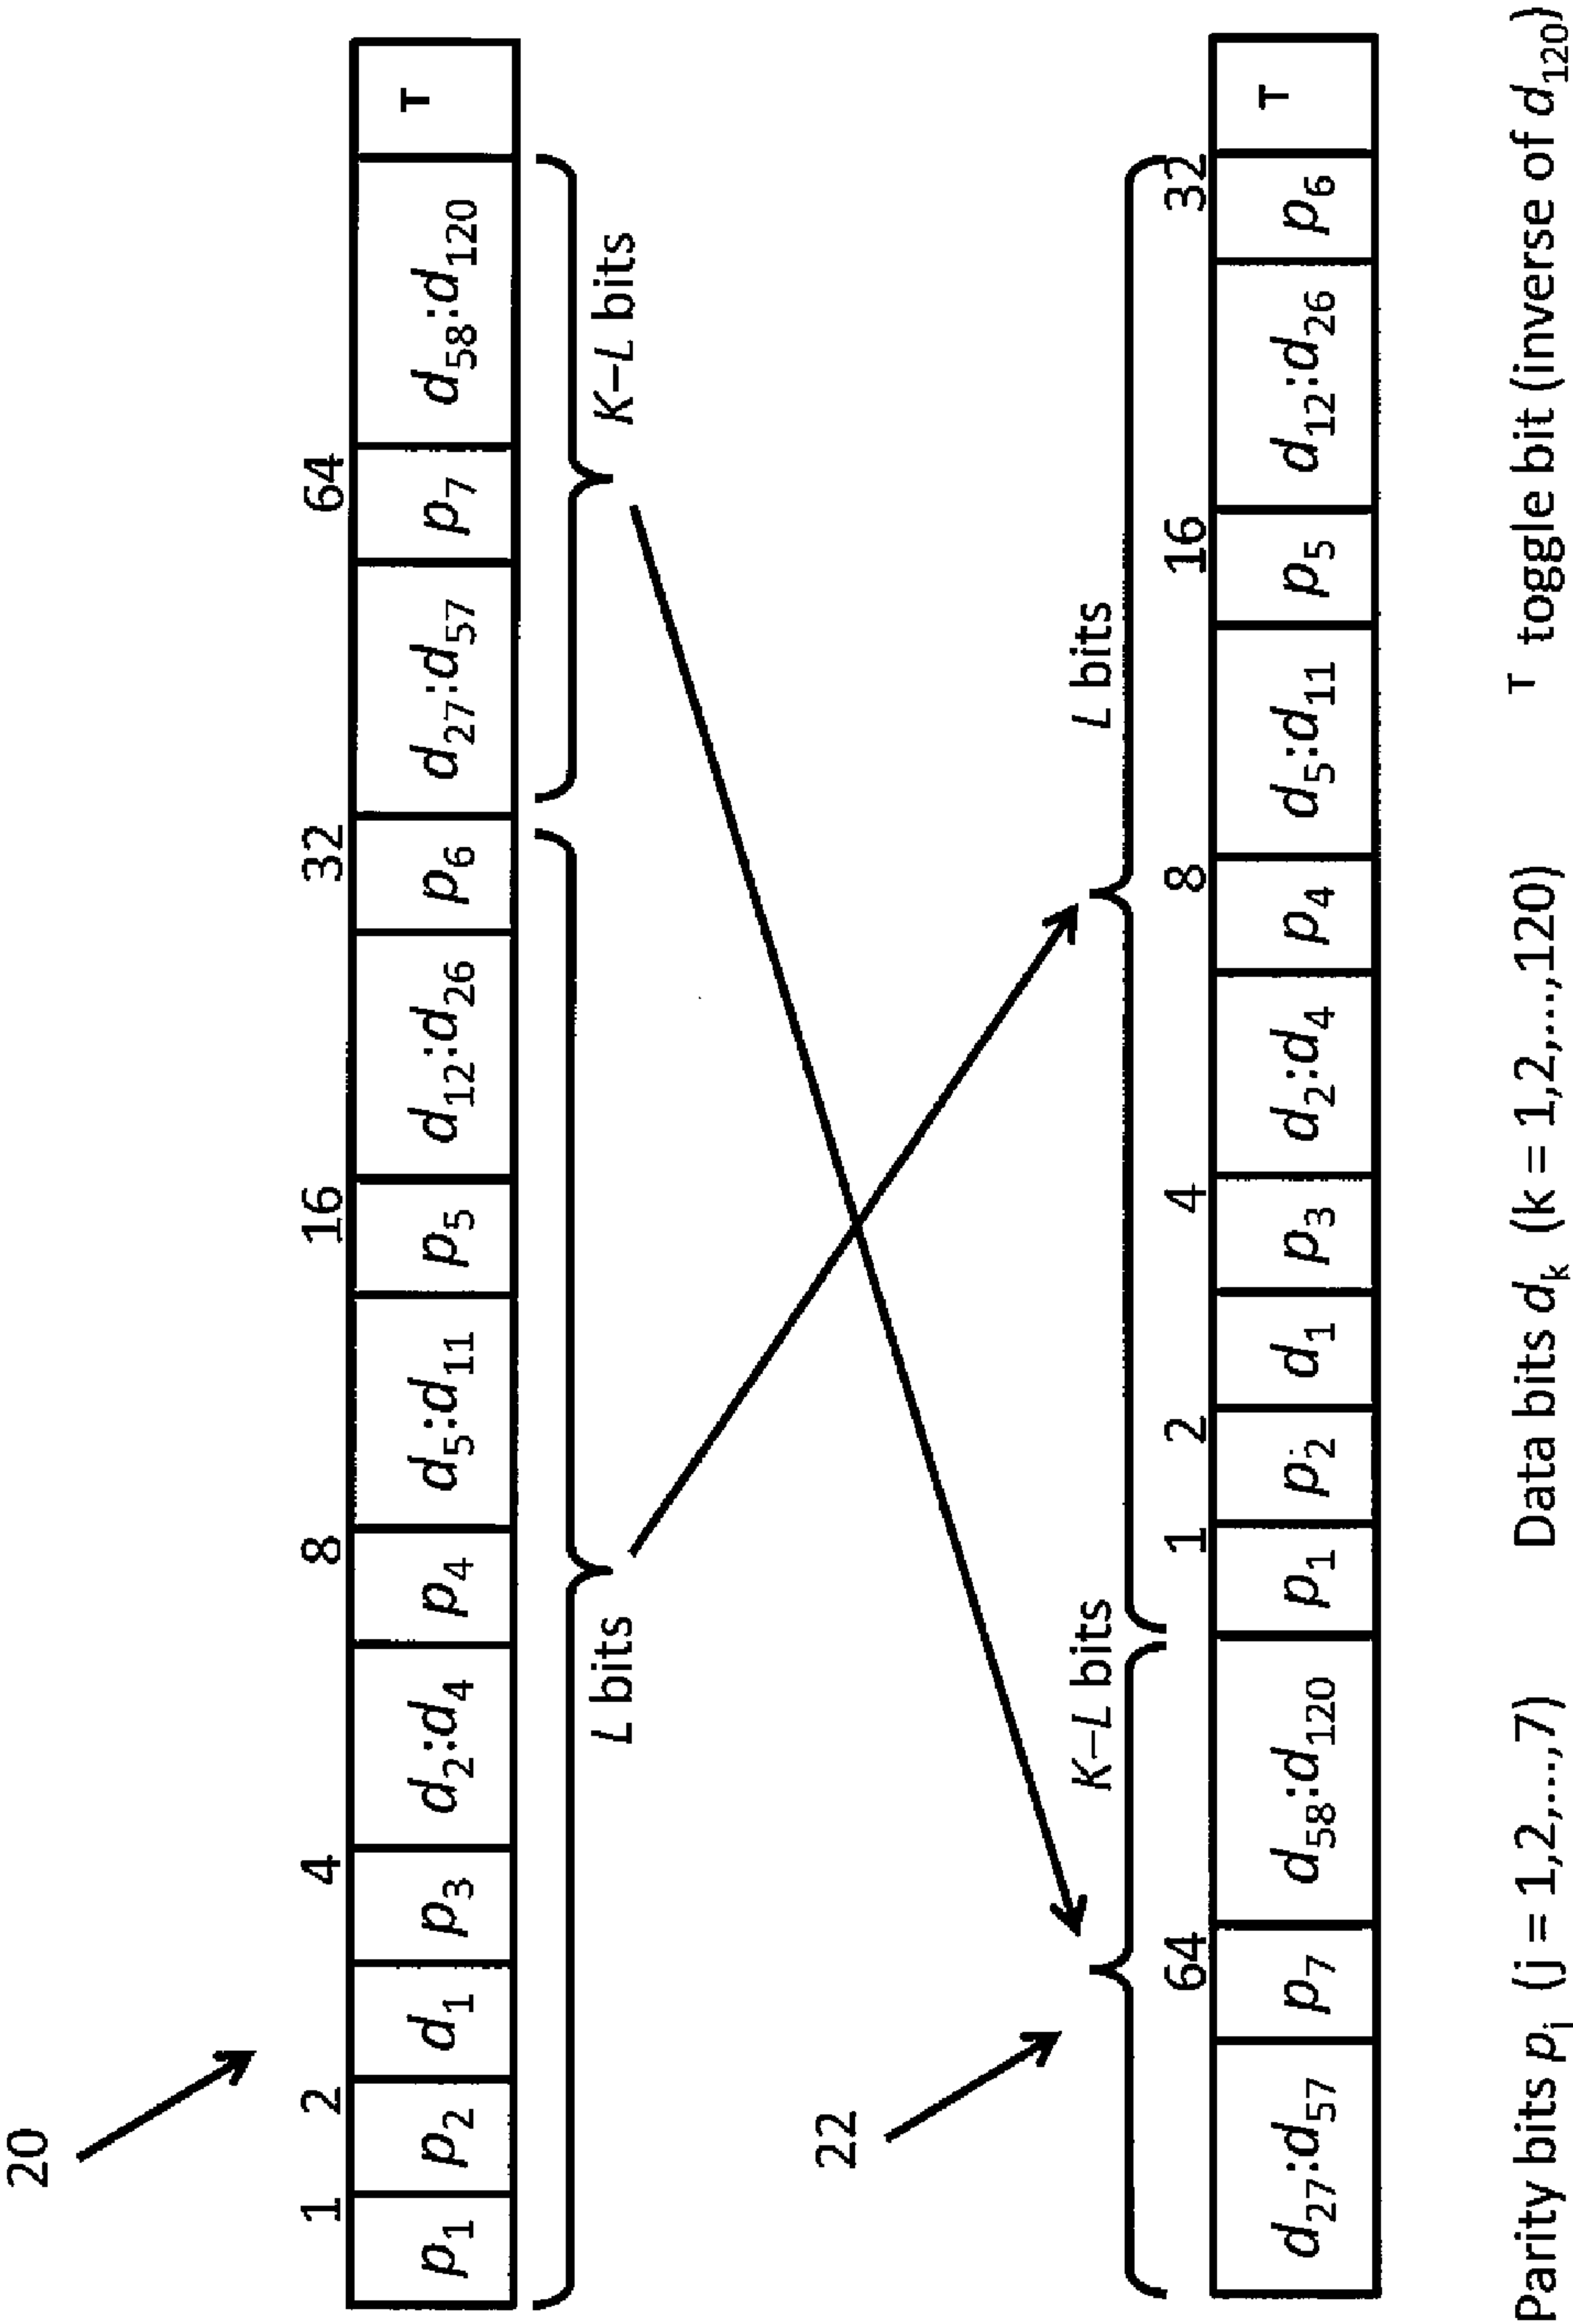 20
1 2 4 8 16 32 64
p1 p2 d1 p3 d2:d4 p4 d5:d11 p5 d12:d26 p6 d27:d57 p7 d58:d120 T
L bits K–L bits
22
K–L bits L bits
64 1 2 4 8 16 32
d27:d57 p7 d58:d120 p1 p2 d1 p3 d2:d4 p4 d5:d11 p5 d12:d26 p6 T
Parity bits pj (j = 1,2,...,7) Data bits dk (k = 1,2,...,120) T toggle bit (inverse of d120)